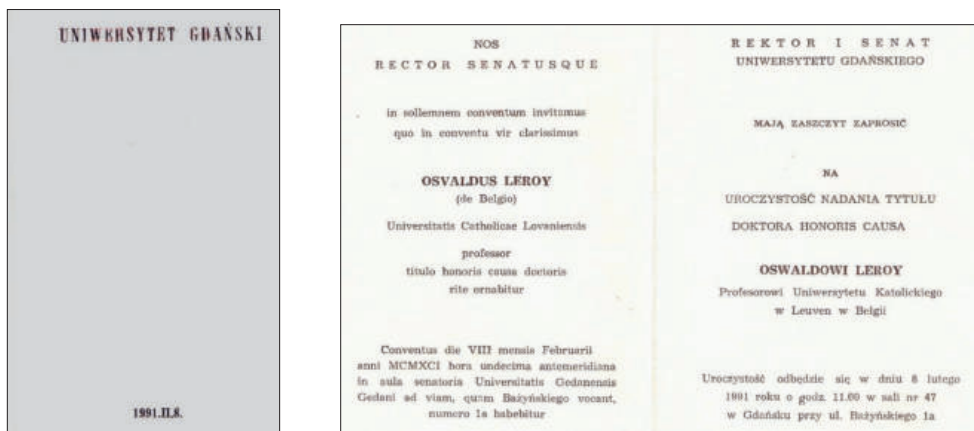 UNIWERSYTET GDAŃSKI
1991.II.8.
NOS
RECTOR SENATUSQUE
in sollemnem conventum invitamus
quo in conventu vir clarissimus
OSVALDUS LEROY
(de Belgio)
Universitatis Catholicae Lovaniensis
professor
titulo honoris causa doctoris
rite ornabitur
Conventus die VIII mensis Februarii
anni MCMXCI hora undecima antemeridiana
in aula senatoria Universitatis Gedanensis
Gedani ad viam, quam Bażyńskiego vocant,
numero 1a habebitur
REKTOR I SENAT
UNIWERSYTETU GDAŃSKIEGO
MAJĄ ZASZCZYT ZAPROSIĆ
NA
UROCZYSTOŚĆ NADANIA TYTUŁU
DOKTORA HONORIS CAUSA
OSWALDOWI LEROY
Profesorowi Uniwersytetu Katolickiego
w Leuven w Belgii
Uroczystość odbędzie się w dniu 8 lutego
1991 roku o godz. 11.00 w sali nr 47
w Gdańsku przy ul. Bażyńskiego 1a